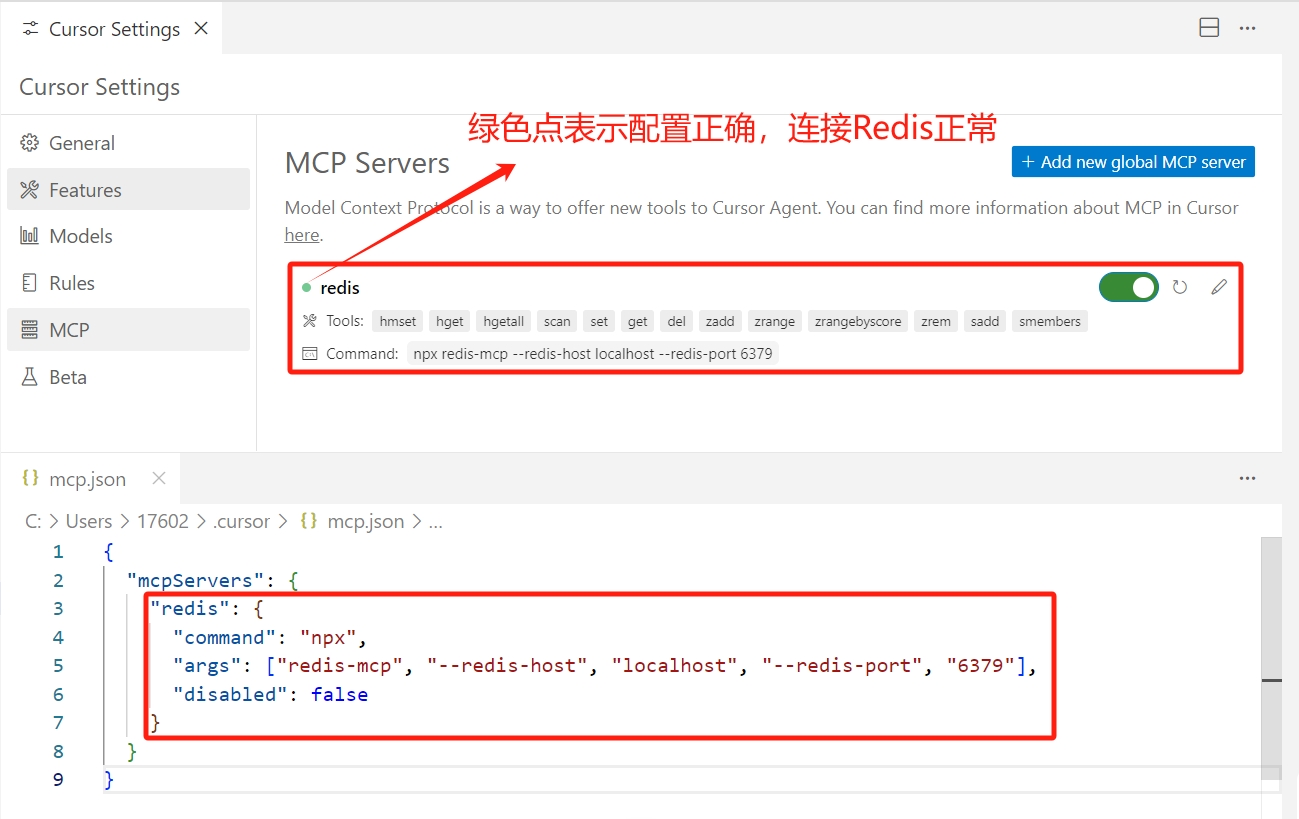 Cursor Settings
Cursor Settings
General
Features
Models
Rules
MCP
Beta
绿色点表示配置正确，连接Redis正常
MCP Servers
+ Add new global MCP server
Model Context Protocol is a way to offer new tools to Cursor Agent. You can find more information about MCP in Cursor
here.
redis
Tools: hmset hget hgetall scan set get del zadd zrange zrangebyscore zrem sadd smembers
Command: npx redis-mcp --redis-host localhost --redis-port 6379
{} mcp.json
C: > Users > 17602 > .cursor > {} mcp.json > ...
1 {
2 "mcpServers": {
3 "redis": {
4 "command": "npx",
5 "args": ["redis-mcp", "--redis-host", "localhost", "--redis-port", "6379"],
6 "disabled": false
7 }
8 }
9 }